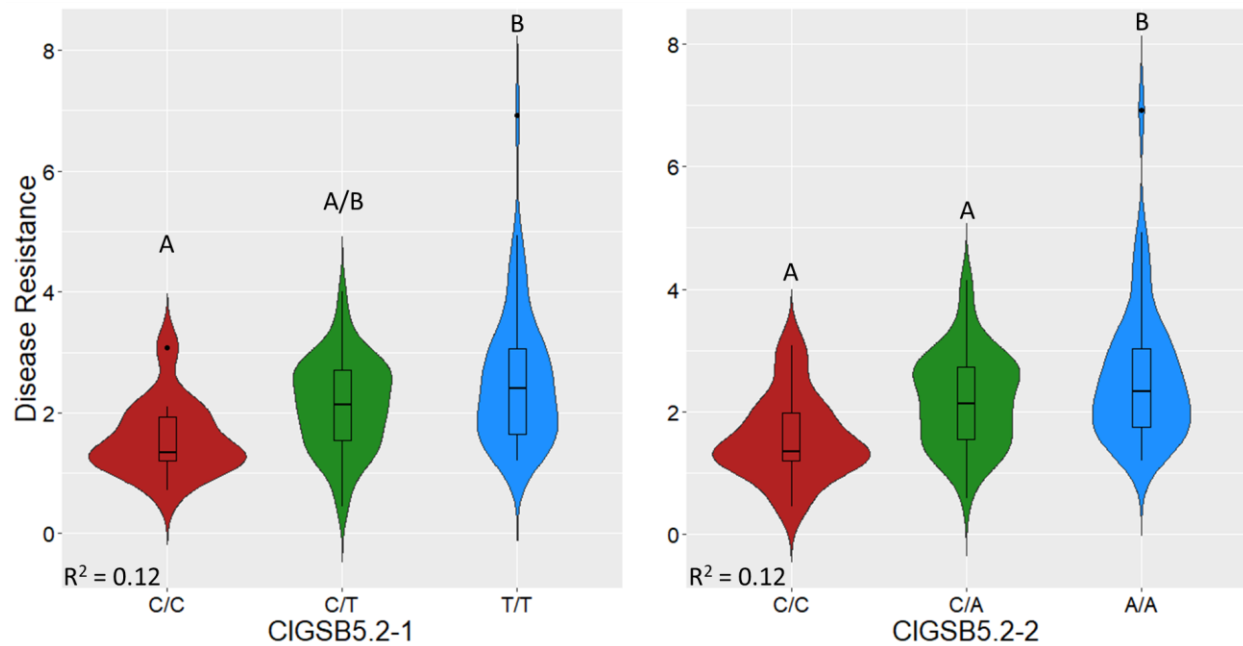 Disease Resistance
8
6
4
2
0
A
A/B
B
R² = 0.12
C/C
C/T
T/T
ClGSB5.2-1
8
6
4
2
0
A
A
B
R² = 0.12
C/C
C/A
A/A
ClGSB5.2-2